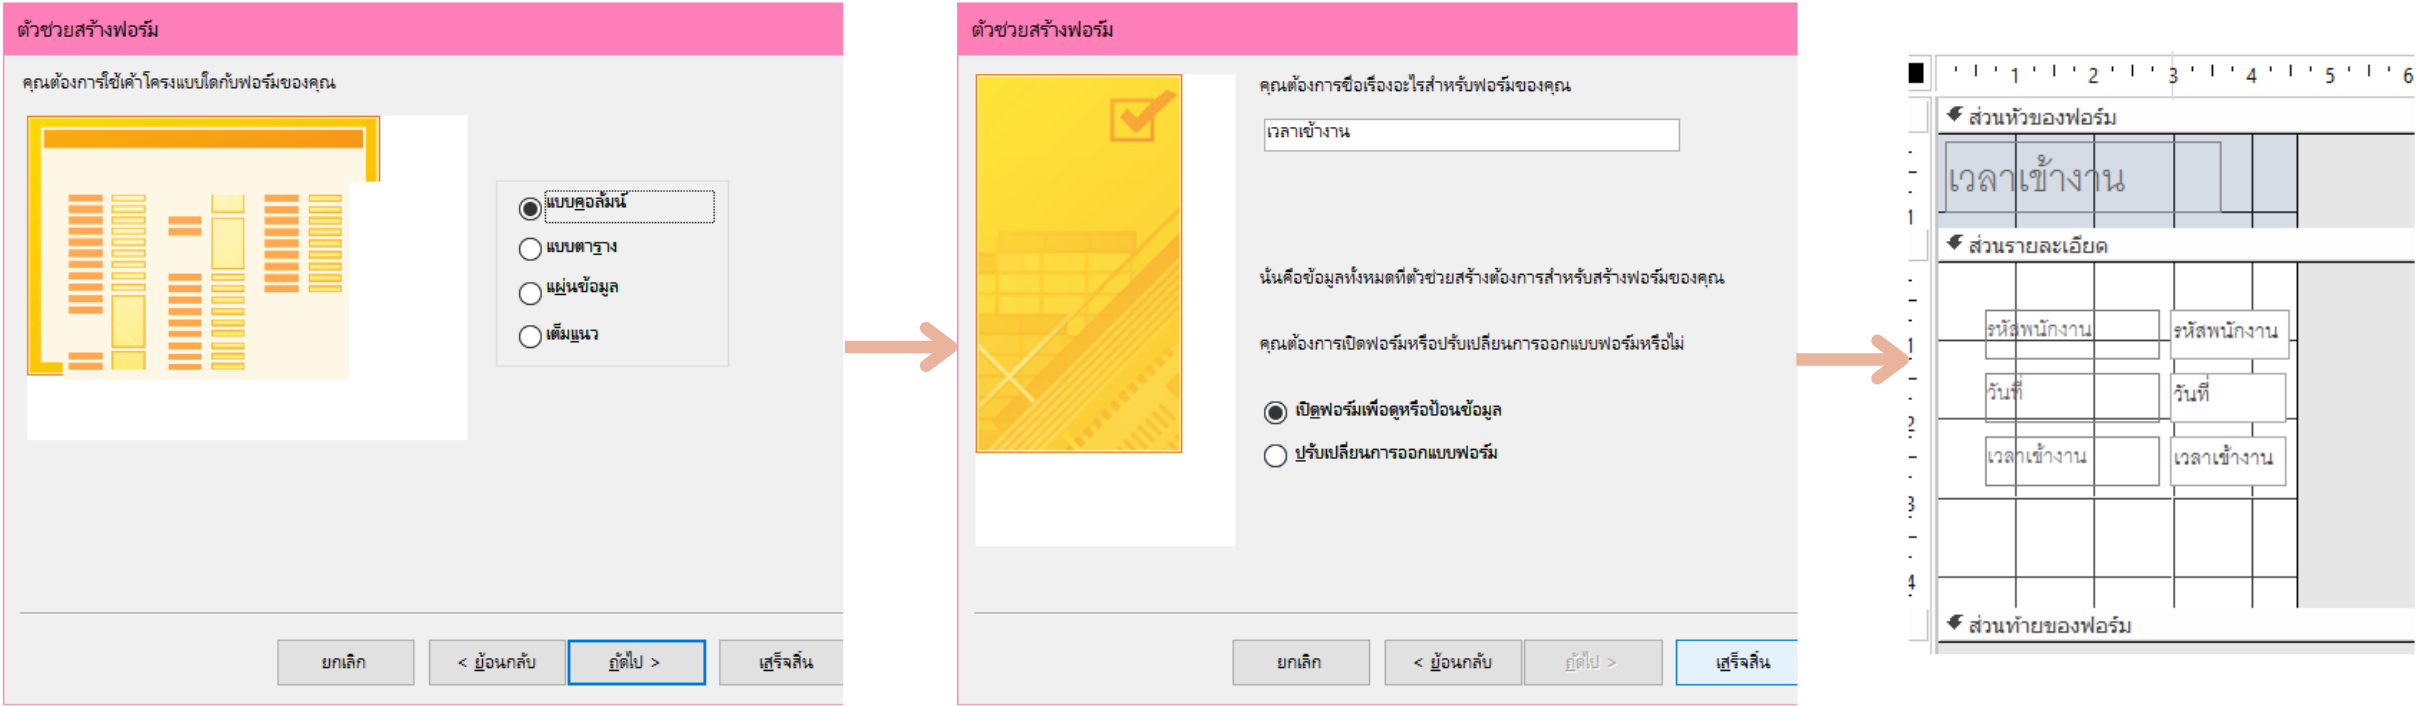 ตัวช่วยสร้างฟอร์ม
คุณต้องการใช้เค้าโครงแบบใดกับฟอร์มของคุณ
แบบคอลัมน์
แบบตาราง
แผ่นข้อมูล
เต็มแนว
ยกเลิก
< ย้อนกลับ
ถัดไป >
เสร็จสิ้น
ตัวช่วยสร้างฟอร์ม
คุณต้องการชื่อเรื่องอะไรสำหรับฟอร์มของคุณ
เวลาเข้างาน
นั่นคือข้อมูลทั้งหมดที่ตัวช่วยสร้างต้องการสำหรับสร้างฟอร์มของคุณ
คุณต้องการเปิดฟอร์มหรือปรับเปลี่ยนการออกแบบฟอร์มหรือไม่
เปิดฟอร์มเพื่อดูหรือป้อนข้อมูล
ปรับเปลี่ยนการออกแบบฟอร์ม
ยกเลิก
< ย้อนกลับ
ถัดไป >
เสร็จสิ้น
1 2 3 4 5 6
ส่วนหัวของฟอร์ม
เวลาเข้างาน
1
ส่วนรายละเอียด
รหัสพนักงาน รหัสพนักงาน
1
วันที่ วันที่
2
เวลาเข้างาน เวลาเข้างาน
3
4
ส่วนท้ายของฟอร์ม